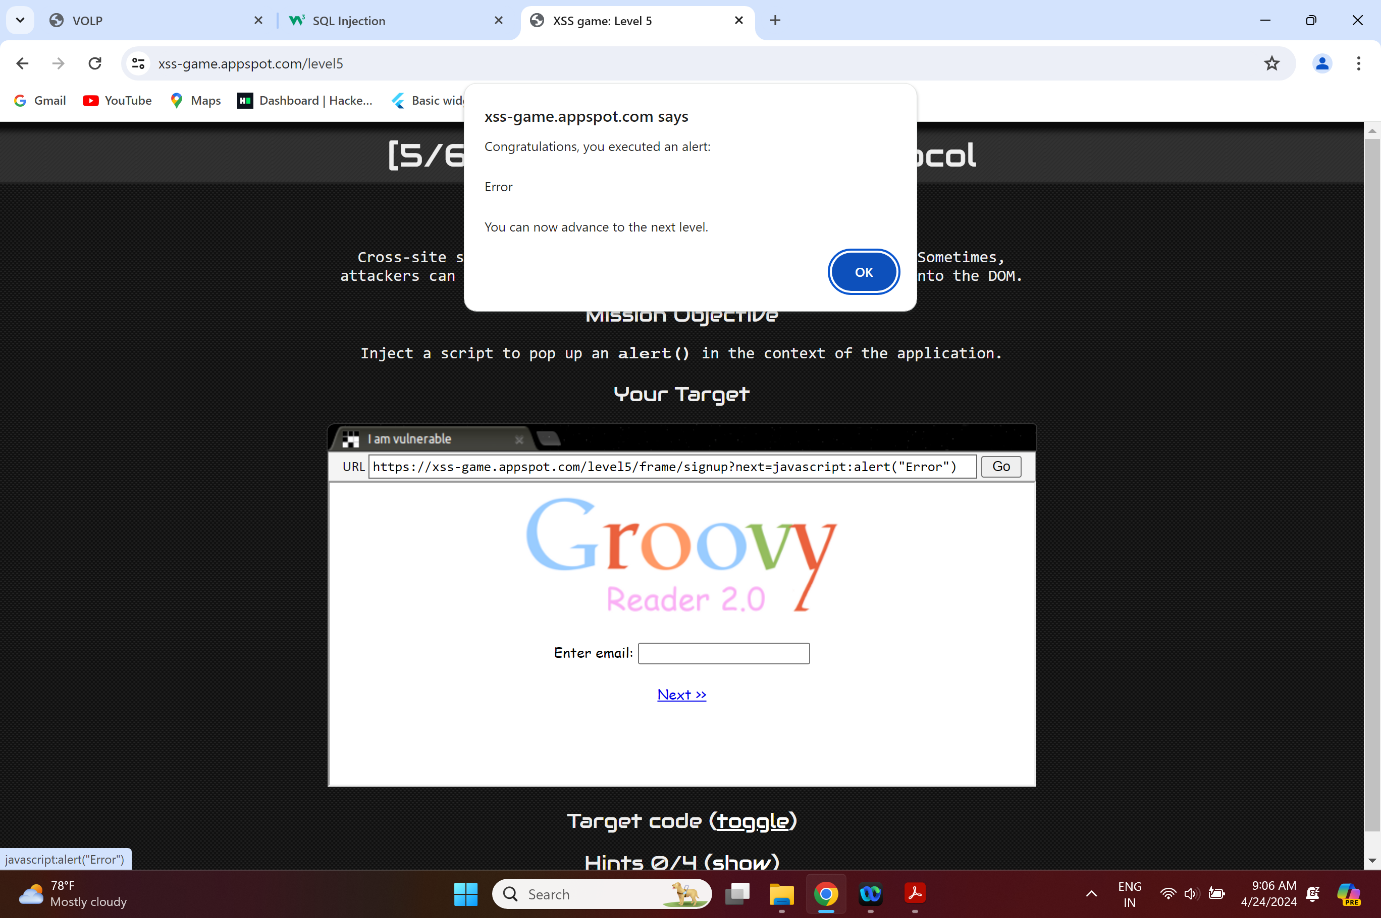 VOLP
SQL Injection
XSS game: Level 5
xss-game.appspot.com/level5
Gmail
YouTube
Maps
Dashboard | Hacke...
Basic wid
xss-game.appspot.com says
Congratulations, you executed an alert:
Error
You can now advance to the next level.
OK
[5/6
ocol
Cross-site s
Sometimes,
attackers can
nto the DOM.
Mission Objective
Inject a script to pop up an alert() in the context of the application.
Your Target
I am vulnerable
URL https://xss-game.appspot.com/level5/frame/signup?next=javascript:alert("Error") Go
Groovy
Reader 2.0
Enter email:
Next >>
Target code (toggle)
Hints 0/4 (show)
javascript:alert("Error")
78°F
Mostly cloudy
Search
ENG
IN
9:06 AM
4/24/2024
PRE